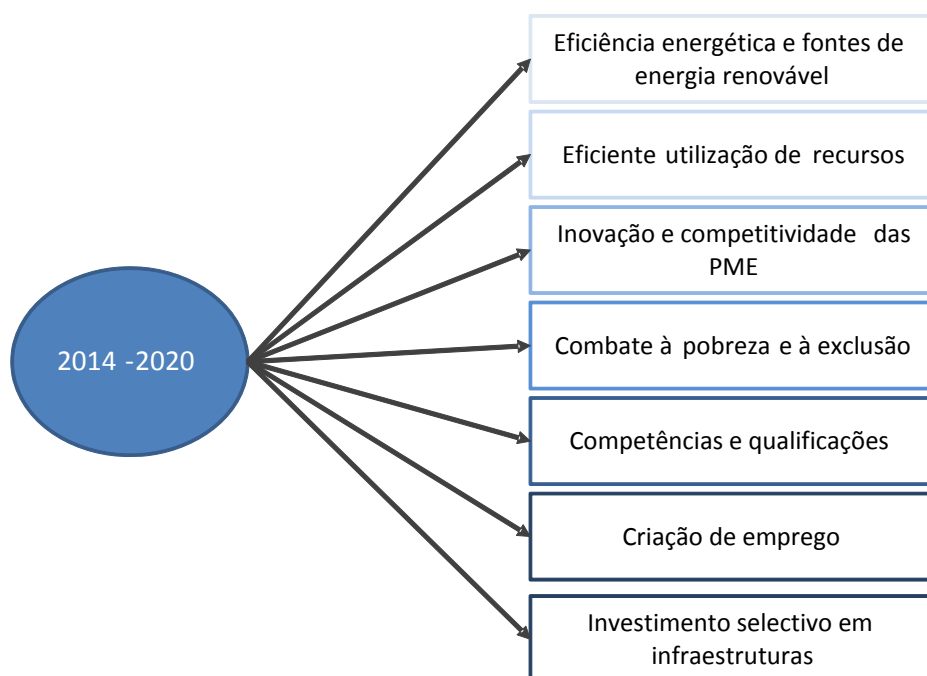 Eficiência energética e fontes de
energia renovável
Eficiente utilização de recursos
Inovação e competitividade das
PME
2014 -2020
Combate à pobreza e à exclusão
Competências e qualificações
Criação de emprego
Investimento selectivo em
infraestruturas